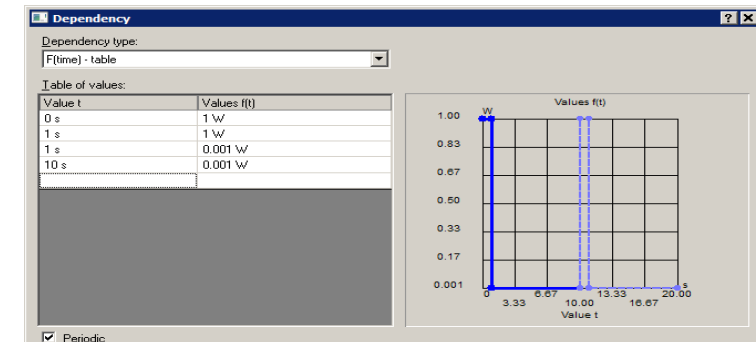 Dependency
Dependency type:
F(time) - table
Table of values:
Value t Values f(t)
0 s 1 W
1 s 1 W
1 s 0.001 W
10 s 0.001 W
Periodic
Values f(t)
W
1.00
0.83
0.67
0.50
0.33
0.17
0.001
0 3.33 6.67 10.00 13.33 16.67 20.00 s
Value t